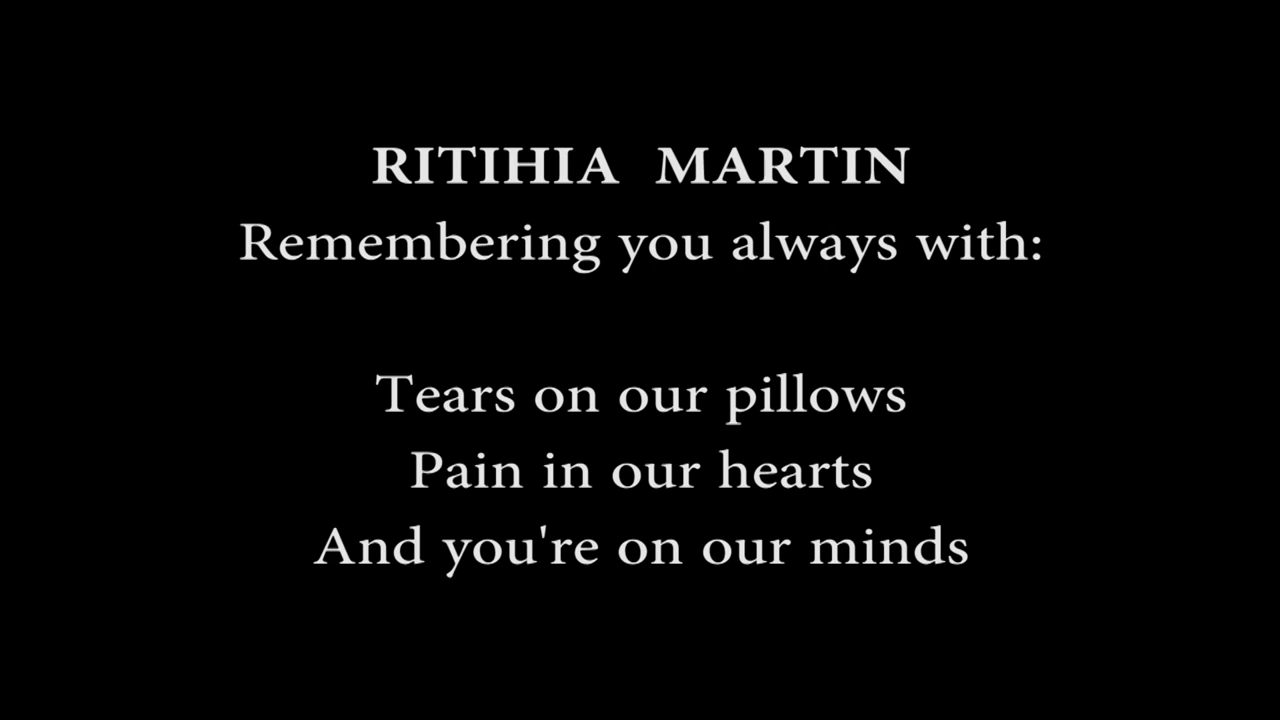 RITIHIA MARTIN
Remembering you always with:
Tears on our pillows
Pain in our hearts
And you're on our minds